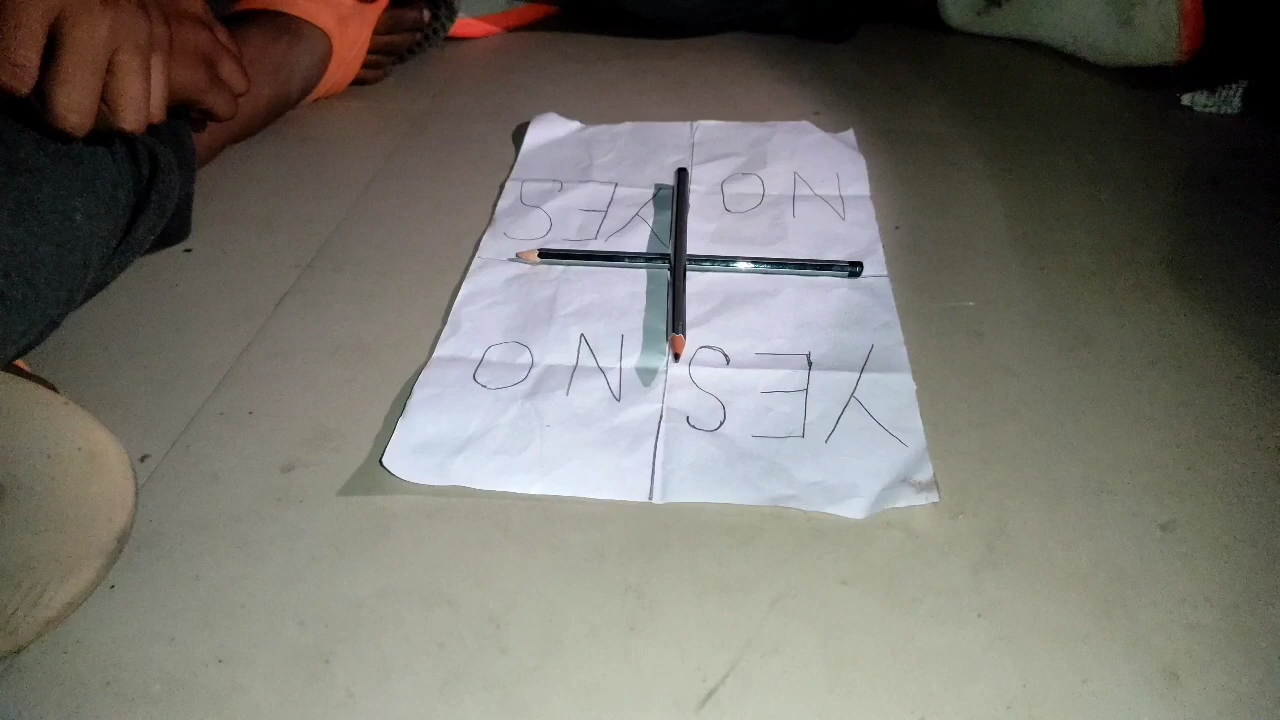 YES NO
NO YES